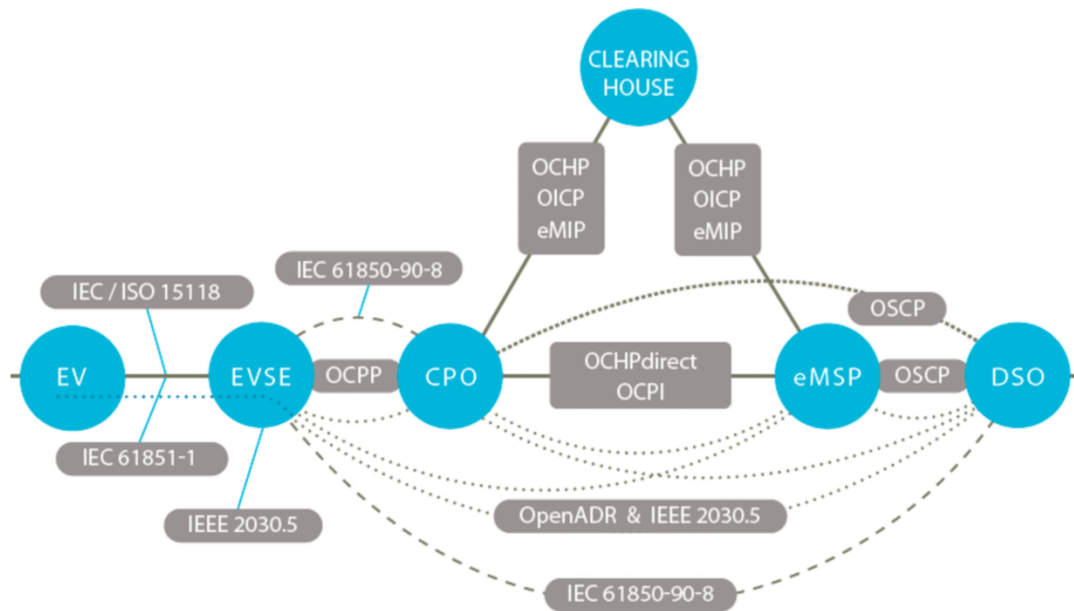 CLEARING
HOUSE
OCHP
OICP
eMIP
OCHP
OICP
eMIP
IEC 61850-90-8
IEC / ISO 15118
OSCP
EV
EVSE
OCPP
CPO
OCHPdirect
OCPI
eMSP
OSCP
DSO
IEC 61851-1
IEEE 2030.5
OpenADR & IEEE 2030.5
IEC 61850-90-8